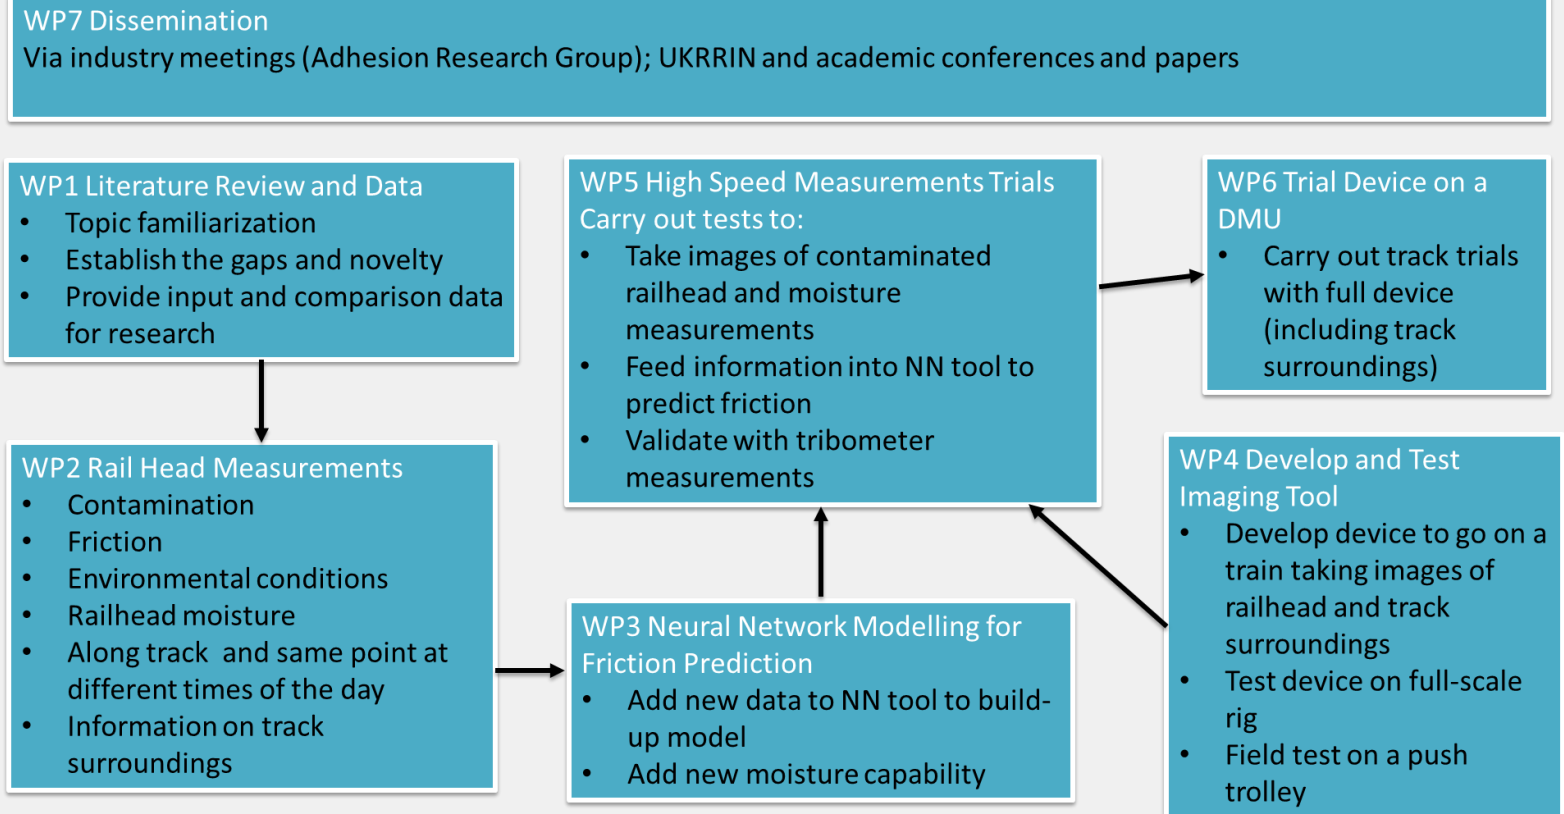 WP7 Dissemination
Via industry meetings (Adhesion Research Group); UKRRIN and academic conferences and papers
WP1 Literature Review and Data
• Topic familiarization
• Establish the gaps and novelty
• Provide input and comparison data
for research
WP2 Rail Head Measurements
• Contamination
• Friction
• Environmental conditions
• Railhead moisture
• Along track and same point at
different times of the day
• Information on track
surroundings
WP3 Neural Network Modelling for
Friction Prediction
• Add new data to NN tool to build-
up model
• Add new moisture capability
WP5 High Speed Measurements Trials
Carry out tests to:
• Take images of contaminated
railhead and moisture
measurements
• Feed information into NN tool to
predict friction
• Validate with tribometer
measurements
WP6 Trial Device on a
DMU
• Carry out track trials
with full device
(including track
surroundings)
WP4 Develop and Test
Imaging Tool
• Develop device to go on a
train taking images of
railhead and track
surroundings
• Test device on full-scale
rig
• Field test on a push
trolley